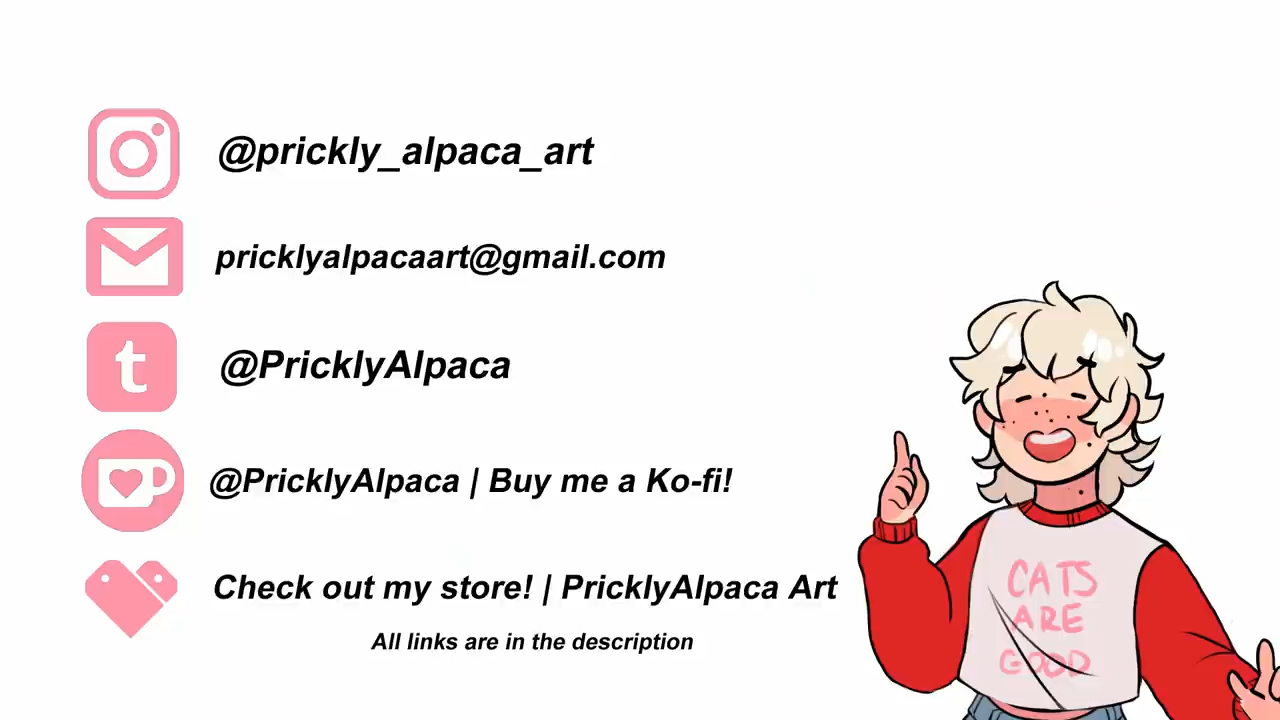 @prickly_alpaca_art
pricklyalpacaart@gmail.com
t
@PricklyAlpaca
@PricklyAlpaca | Buy me a Ko-fi!
Check out my store! | PricklyAlpaca Art
All links are in the description
CATS
ARE
GOOD